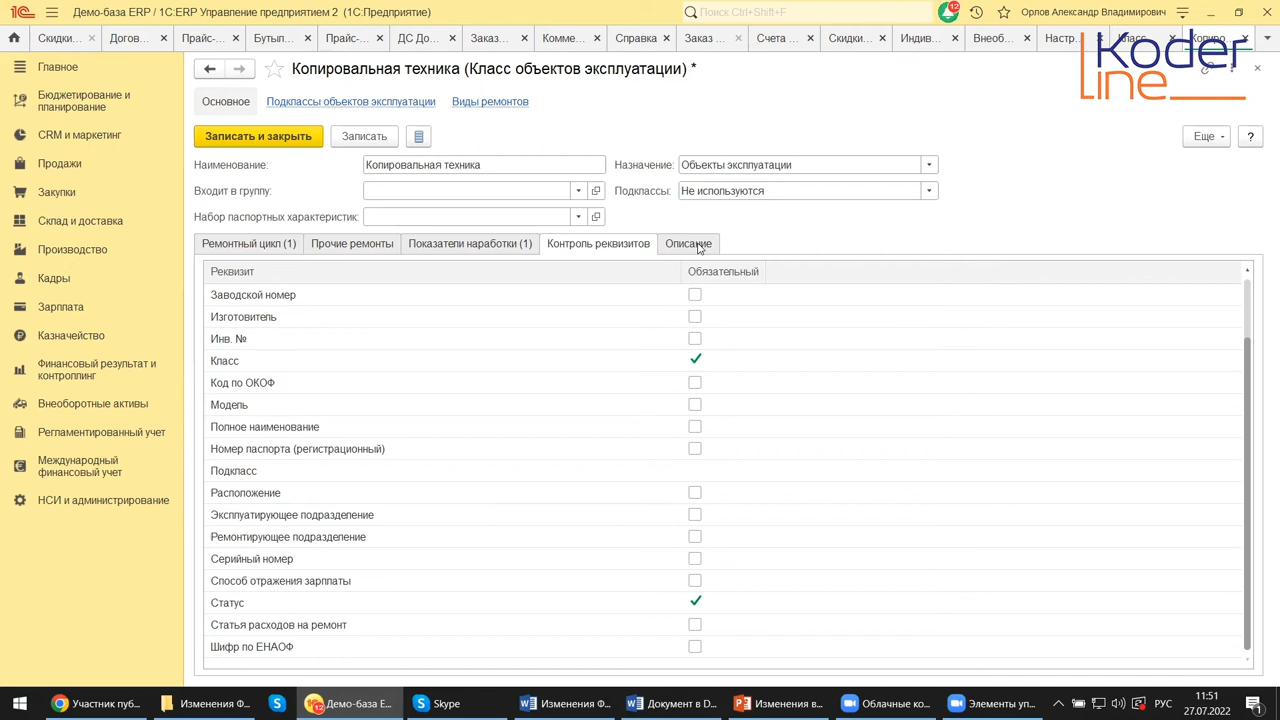 Демо-база ERP / 1С:ERP Управление предприятием 2 (1С:Предприятие)
Поиск Ctrl+Shift+F
12
Орлов Александр Владимирович
Скидки...
Догов...
Прайс-...
Бутып...
Прайс-...
ДС До...
Заказ...
Комме...
Справка
Заказ ...
Счета ...
Скидки...
Индив...
Внеоб...
Настр...
Koder
line
Главное
Бюджетирование и
планирование
CRM и маркетинг
Продажи
Закупки
Склад и доставка
Производство
Кадры
Зарплата
Казначейство
Финансовый результат и
контроллинг
Внеоборотные активы
Регламентированный учет
Международный
финансовый учет
НСИ и администрирование
Копировальная техника (Класс объектов эксплуатации) *
Основное
Подклассы объектов эксплуатации
Виды ремонтов
Записать и закрыть
Записать
Еще
?
Наименование:
Копировальная техника
Назначение:
Объекты эксплуатации
Входит в группу:
Подклассы:
Не используются
Набор паспортных характеристик:
Ремонтный цикл (1)
Прочие ремонты
Показатели наработки (1)
Контроль реквизитов
Описание
Реквизит
Обязательный
Заводской номер
Изготовитель
Инв. №
Класс
Код по ОКОФ
Модель
Полное наименование
Номер паспорта (регистрационный)
Подкласс
Расположение
Эксплуатирующее подразделение
Ремонтирующее подразделение
Серийный номер
Способ отражения зарплаты
Статус
Статья расходов на ремонт
Шифр по ЕНАОФ
Участник пуб...
Изменения Ф...
Демо-база E...
Skype
Изменения Ф...
Документ в D...
Изменения в...
Облачные ко...
Элементы уп...
РУС
11:51
27.07.2022